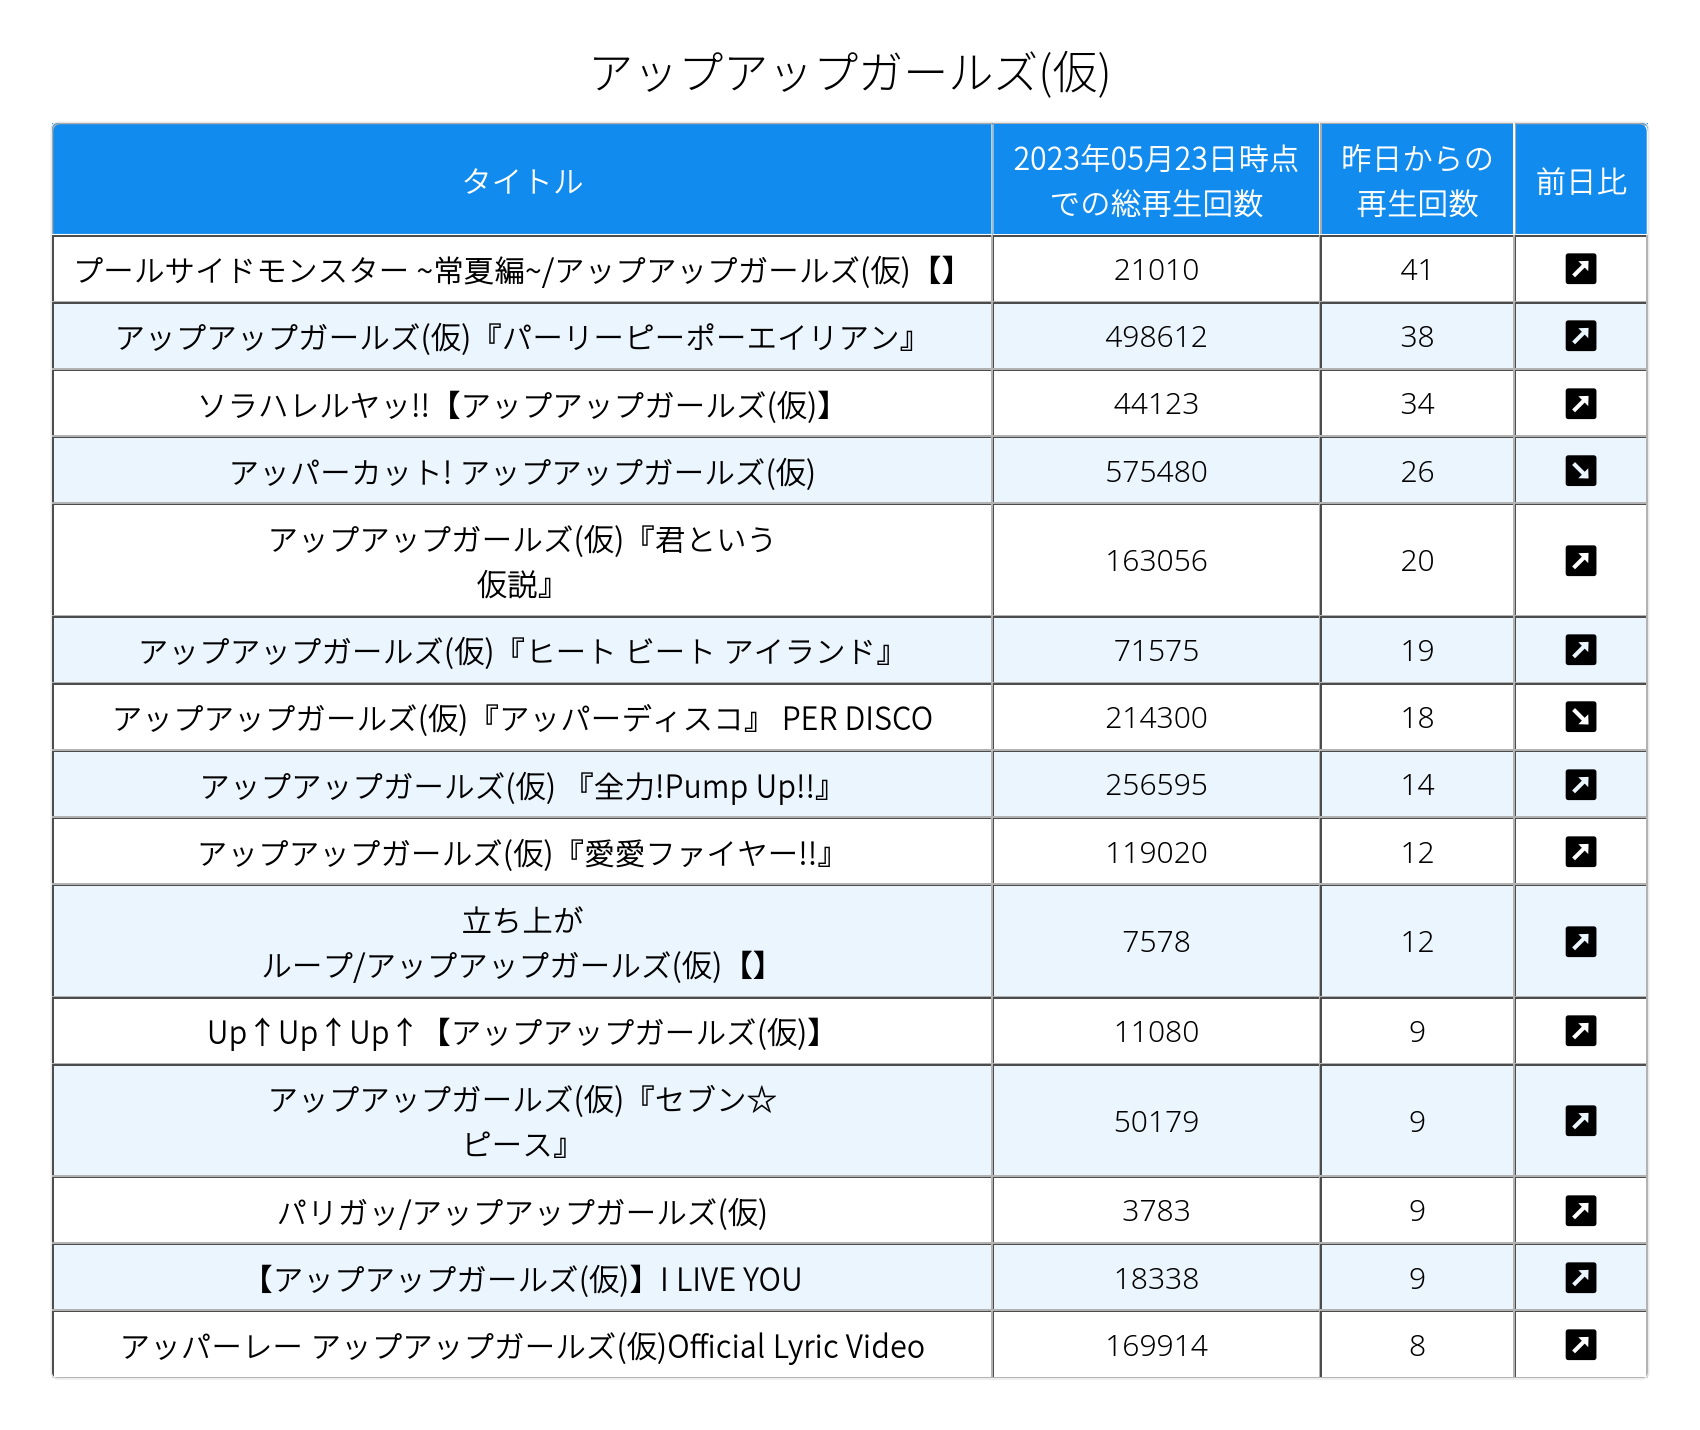 アップアップガールズ(仮)
タイトル
2023年05月23日時点
での総再生回数
昨日からの
再生回数
前日比
プールサイドモンスター ~常夏編~/アップアップガールズ(仮)【】
21010
41
アップアップガールズ(仮)『パーリーピーポーエイリアン』
498612
38
ソラハレルヤッ!!【アップアップガールズ(仮)】
44123
34
アッパーカット! アップアップガールズ(仮)
575480
26
アップアップガールズ(仮)『君という
仮説』
163056
20
アップアップガールズ(仮)『ヒート ビート アイランド』
71575
19
アップアップガールズ(仮)『アッパーディスコ』 PER DISCO
214300
18
アップアップガールズ(仮) 『全力!Pump Up!!』
256595
14
アップアップガールズ(仮)『愛愛ファイヤー!!』
119020
12
立ち上が
ループ/アップアップガールズ(仮)【】
7578
12
Up↑Up↑Up↑【アップアップガールズ(仮)】
11080
9
アップアップガールズ(仮)『セブン☆
ピース』
50179
9
パリガッ/アップアップガールズ(仮)
3783
9
【アップアップガールズ(仮)】I LIVE YOU
18338
9
アッパーレー アップアップガールズ(仮)Official Lyric Video
169914
8